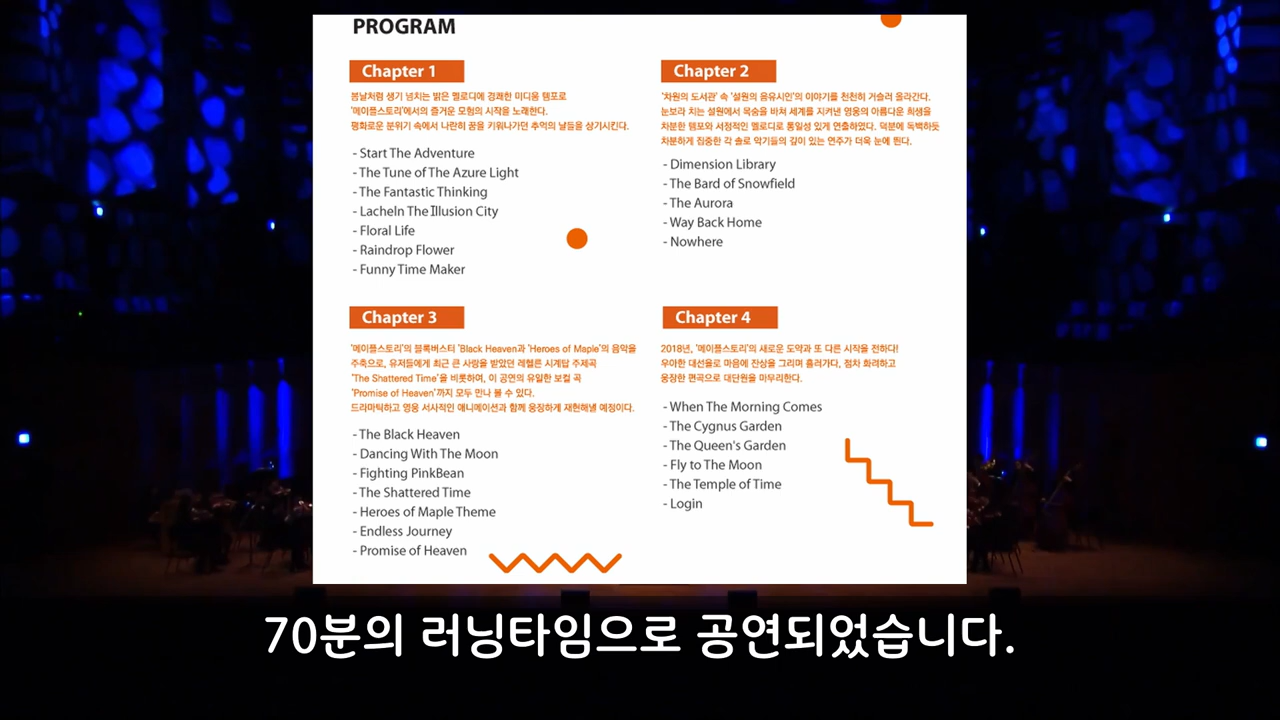 PROGRAM
Chapter 1
봄날처럼 생기 넘치는 밝은 멜로디에 경쾌한 미디움 템포로
'메이플스토리'에서의 즐거운 모험의 시작을 노래한다.
평화로운 분위기 속에서 나란히 꿈을 키워나가던 추억의 날들을 상기시킨다.
- Start The Adventure
- The Tune of The Azure Light
- The Fantastic Thinking
- Lacheln The Illusion City
- Floral Life
- Raindrop Flower
- Funny Time Maker
Chapter 2
'차원의 도서관' 속 '설원의 음유시인'의 이야기를 천천히 거슬러 올라간다.
눈보라 치는 설원에서 목숨을 바쳐 세계를 지켜낸 영웅의 아름다운 희생을
차분한 템포와 서정적인 멜로디로 통일성 있게 연출하였다. 덕분에 독백하듯
차분하게 집중한 각 솔로 악기들의 깊이 있는 연주가 더욱 눈에 띈다.
- Dimension Library
- The Bard of Snowfield
- The Aurora
- Way Back Home
- Nowhere
Chapter 3
'메이플스토리'의 블록버스터 'Black Heaven과 'Heroes of Maple'의 음악을
주축으로, 유저들에게 최근 큰 사랑을 받았던 레헬른 시계탑 주제곡
'The Shattered Time'을 비롯하여, 이 공연의 유일한 보컬 곡
'Promise of Heaven'까지 모두 만나 볼 수 있다.
드라마틱하고 영웅 서사적인 애니메이션과 함께 웅장하게 재현해낼 예정이다.
- The Black Heaven
- Dancing With The Moon
- Fighting PinkBean
- The Shattered Time
- Heroes of Maple Theme
- Endless Journey
- Promise of Heaven
Chapter 4
2018년, '메이플스토리'의 새로운 도약과 또 다른 시작을 전하다!
우아한 대선율로 마음에 잔상을 그리며 흘러가다, 점차 화려하고
웅장한 편곡으로 대단원을 마무리한다.
- When The Morning Comes
- The Cygnus Garden
- The Queen's Garden
- Fly to The Moon
- The Temple of Time
- Login
70분의 러닝타임으로 공연되었습니다.